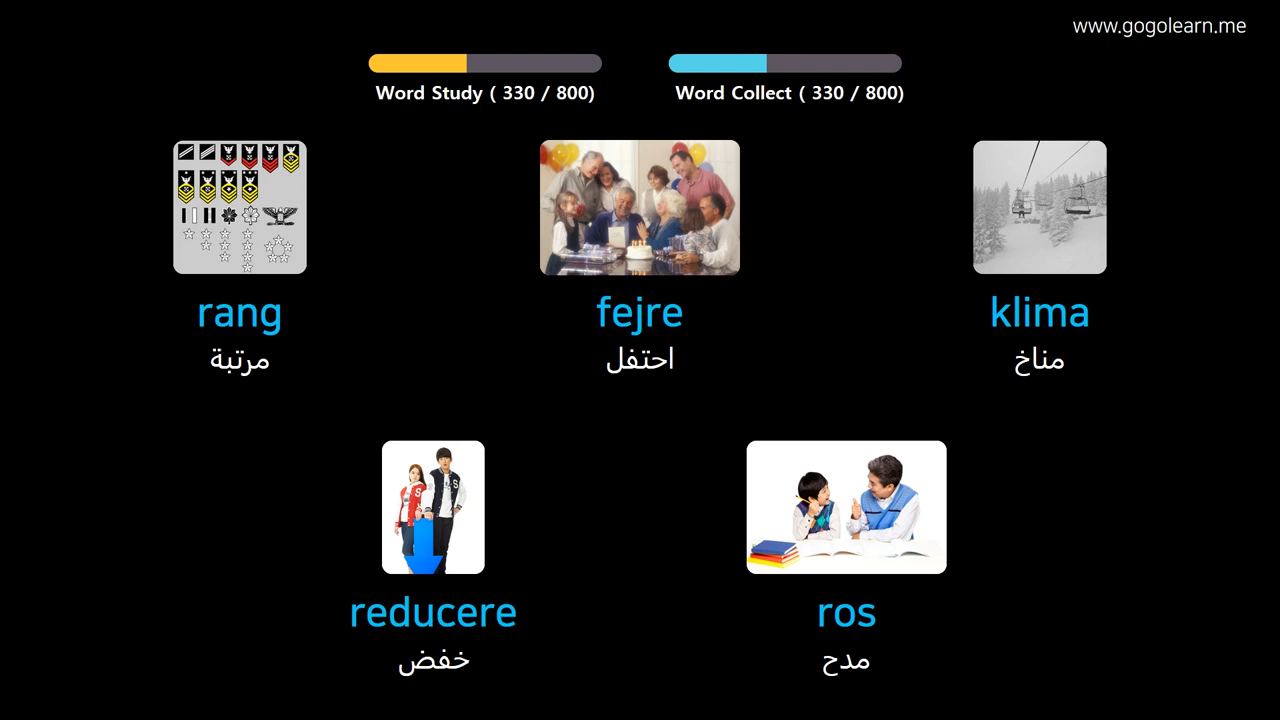 www.gogolearn.me
Word Study ( 330 / 800)
Word Collect ( 330 / 800)
rang
مرتبة
fejre
احتفل
klima
مناخ
reducere
خفض
ros
مدح